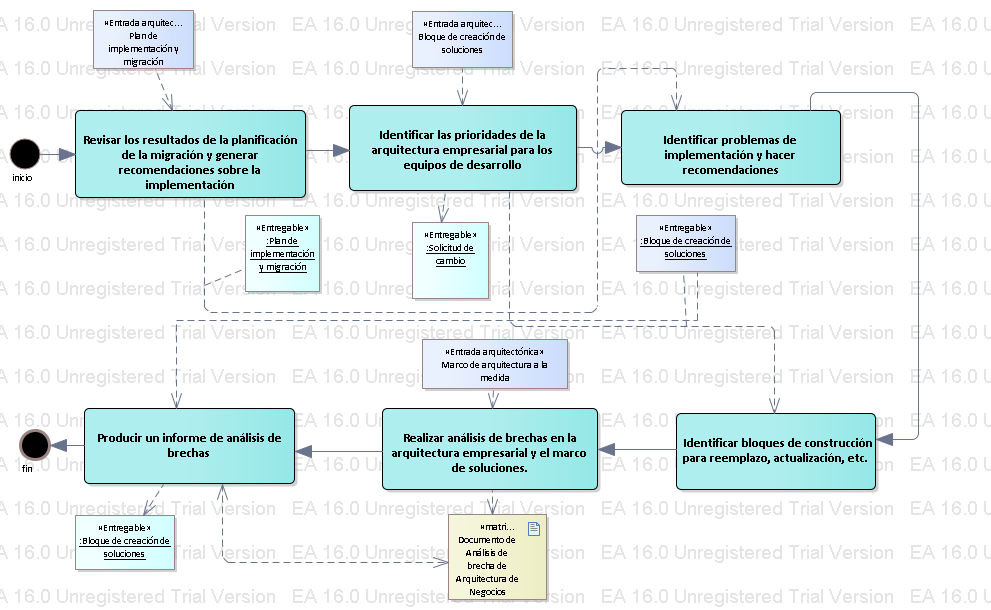 «Entrada arquitec...
Plan de
implementación y
migración
«Entrada arquitec...
Bloque de creación de
soluciones
Revisar los resultados de la planificación
de la migración y generar
recomendaciones sobre la
implementación
Identificar las prioridades de la
arquitectura empresarial para los
equipos de desarrollo
Identificar problemas de
implementación y hacer
recomendaciones
inicio
«Entregable»
:Plan de
implementación
y migración
«Entregable»
:Solicitud de
cambio
«Entregable»
:Bloque de creación de
soluciones
«Entrada arquitectónica»
Marco de arquitectura a la
medida
Producir un informe de análisis de
brechas
Realizar análisis de brechas en la
arquitectura empresarial y el marco
de soluciones.
Identificar bloques de construcción
para reemplazo, actualización, etc.
fin
«Entregable»
:Bloque de creación de
soluciones
«matri...
Documento de
Análisis de
brecha de
Arquitectura de
Negocios
EA 16.0 Unregistered Trial Version